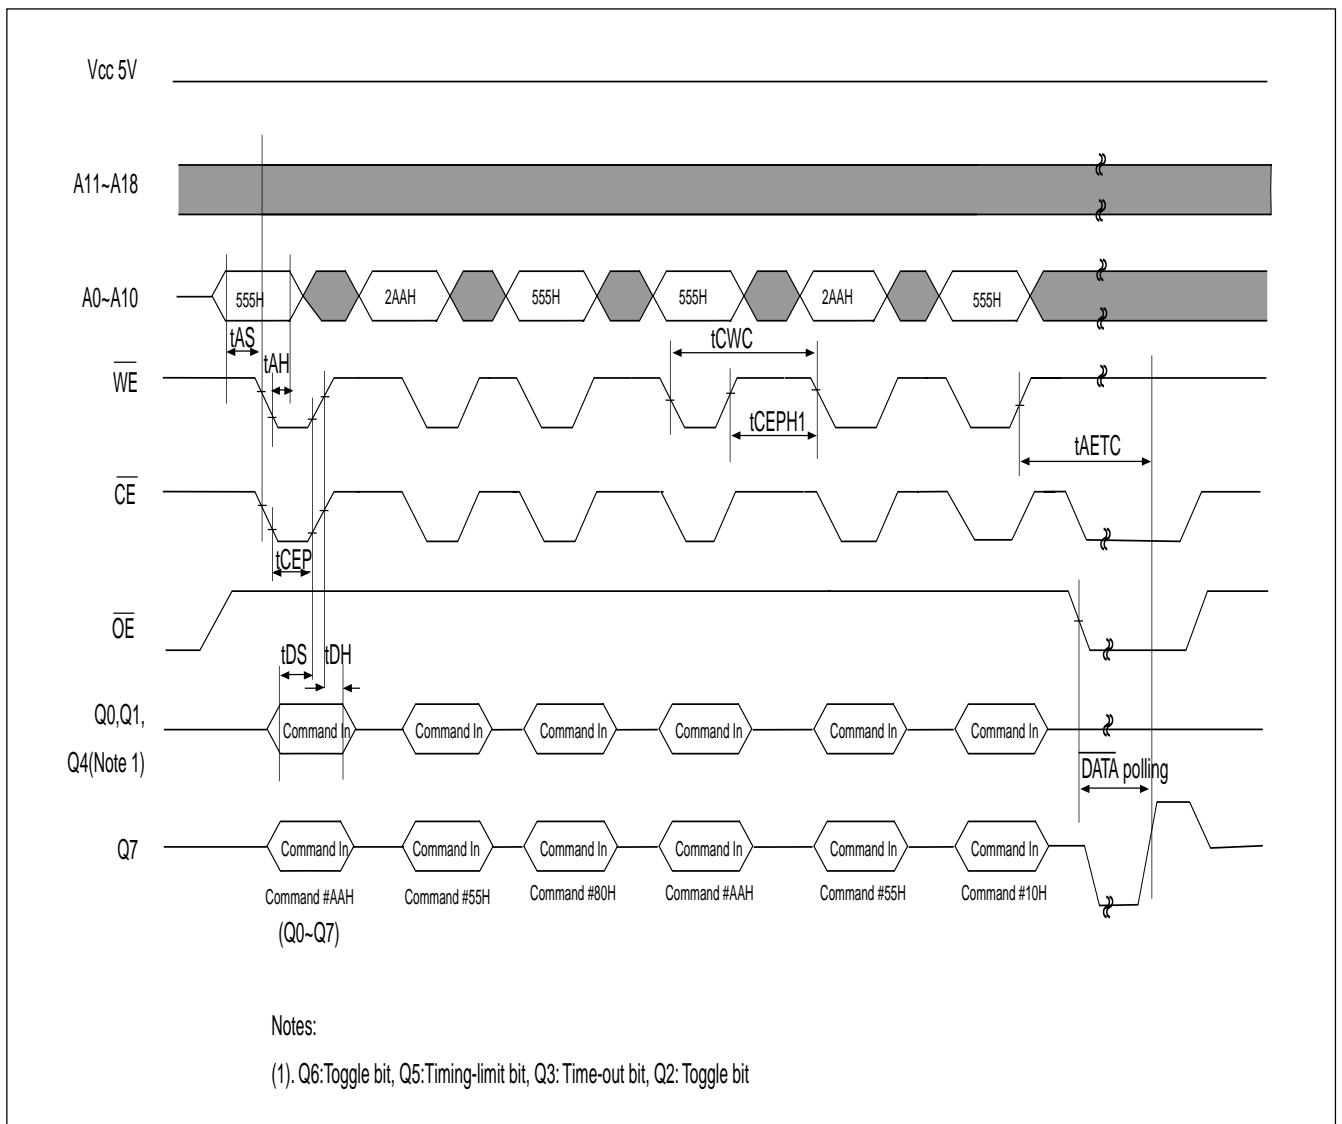 Vcc 5V
A11~A18
A0~A10
555H
2AAH
555H
555H
2AAH
555H
tAS
tCWC
tAH
WE
tCEPH1
tAETC
CE
tCEP
OE
tDS
tDH
Q0,Q1,
Q4(Note 1)
Command In
Command In
Command In
Command In
Command In
Command In
DATA polling
Q7
Command In
Command In
Command In
Command In
Command In
Command In
Command #AAH
Command #55H
Command #80H
Command #AAH
Command #55H
Command #10H
(Q0~Q7)
Notes:
(1). Q6:Toggle bit, Q5:Timing-limit bit, Q3: Time-out bit, Q2: Toggle bit